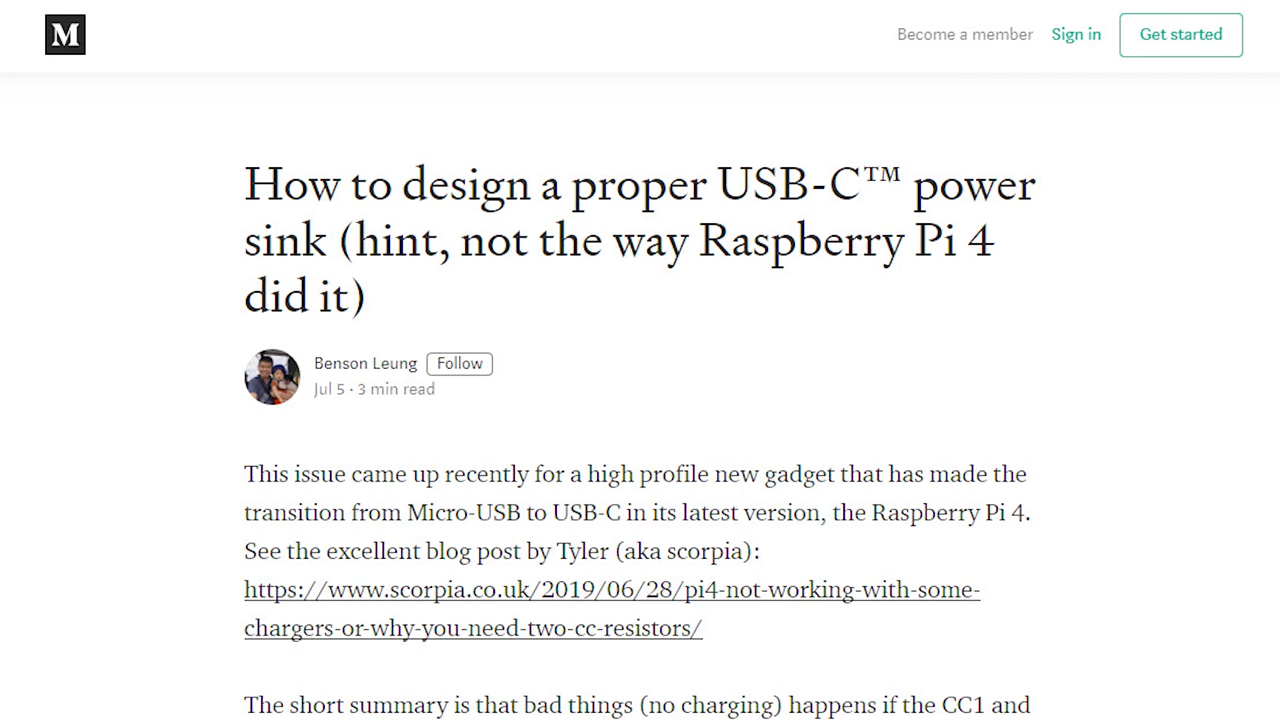 M
Become a member Sign in Get started
How to design a proper USB-C™ power
sink (hint, not the way Raspberry Pi 4
did it)
Benson Leung Follow
Jul 5 · 3 min read
This issue came up recently for a high profile new gadget that has made the
transition from Micro-USB to USB-C in its latest version, the Raspberry Pi 4.
See the excellent blog post by Tyler (aka scorpia):
https://www.scorpia.co.uk/2019/06/28/pi4-not-working-with-some-
chargers-or-why-you-need-two-cc-resistors/
The short summary is that bad things (no charging) happens if the CC1 and